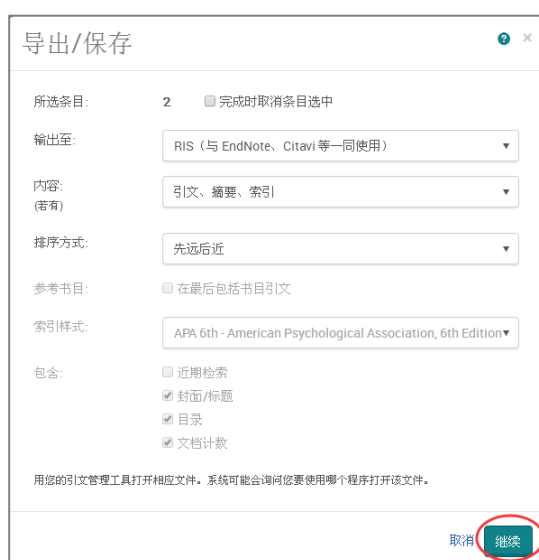 导出/保存
所选条目: 2 完成时取消条目选中
输出至: RIS（与 EndNote、Citavi 等一同使用）
内容: 引文、摘要、索引
(若有)
排序方式: 先远后近
参考书目: 在最后包括书目引文
索引样式: APA 6th - American Psychological Association, 6th Edition
包含: 近期检索
封面/标题
目录
文档计数
用您的引文管理工具打开相应文件。系统可能会询问您要使用哪个程序打开该文件。
取消 继续